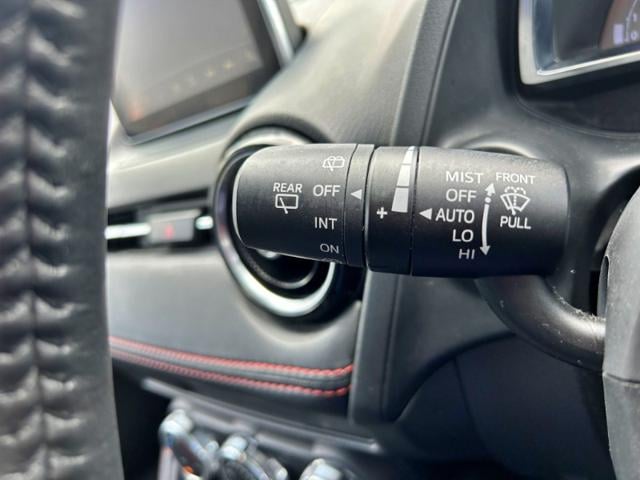 REAR
OFF
INT
ON
+
MIST
OFF
AUTO
LO
HI
FRONT
PULL